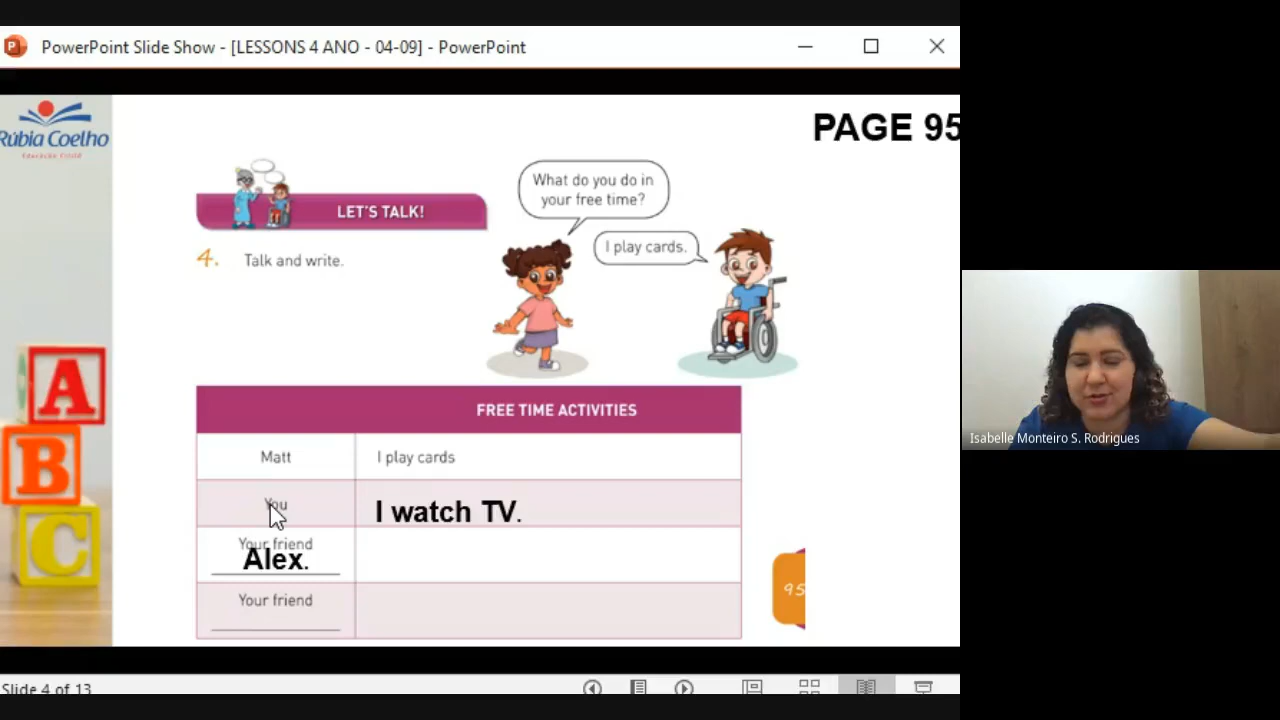 PowerPoint Slide Show - [LESSONS 4 ANO - 04-09] - PowerPoint
Rúbia Coelho
PAGE 95
What do you do in
your free time?
LET'S TALK!
I play cards.
4. Talk and write.
A
B
C
FREE TIME ACTIVITIES
Matt I play cards
You I watch TV.
Your friend
Alex.
Your friend
95
Isabelle Monteiro S. Rodrigues
Slide 4 of 13